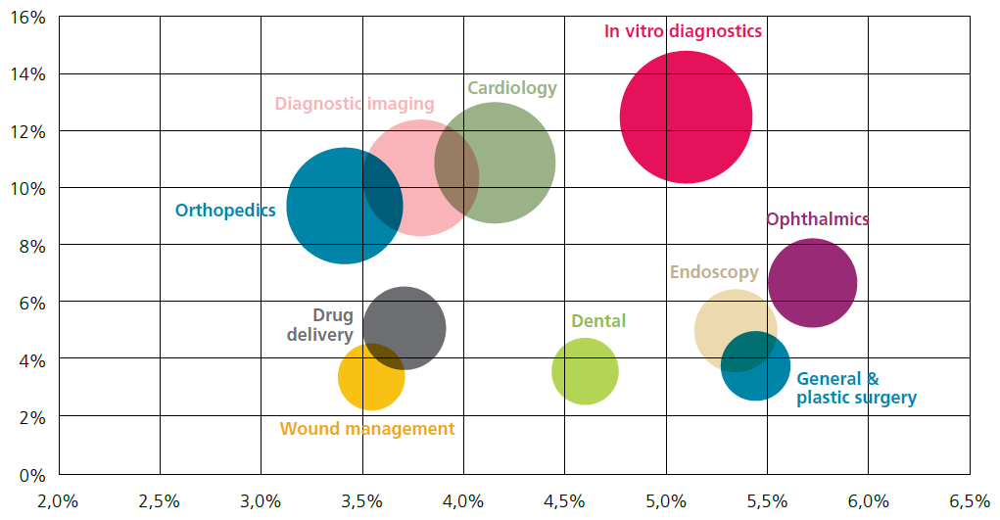 16%
In vitro diagnostics
14%
Cardiology
Diagnostic imaging
12%
10%
Orthopedics
Ophthalmics
8%
Endoscopy
6%
Drug
delivery
Dental
4%
General &
plastic surgery
2%
Wound management
0%
2,0% 2,5% 3,0% 3,5% 4,0% 4,5% 5,0% 5,5% 6,0% 6,5%